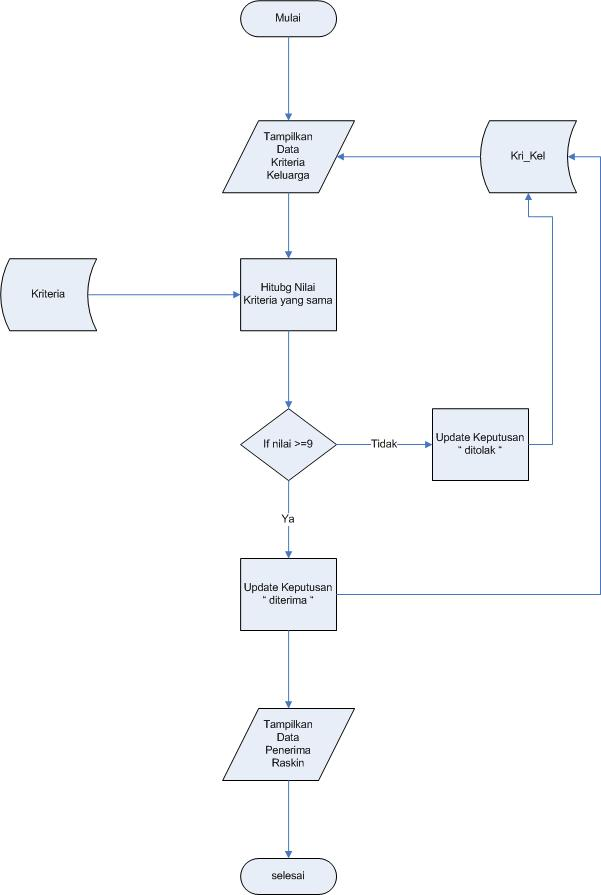 Mulai
Tampilkan
Data
Kriteria
Keluarga
Kri_Kel
Kriteria
Hitubg Nilai
Kriteria yang sama
If nilai >=9
Tidak
Update Keputusan
“ ditolak “
Ya
Update Keputusan
“ diterima “
Tampilkan
Data
Penerima
Raskin
selesai